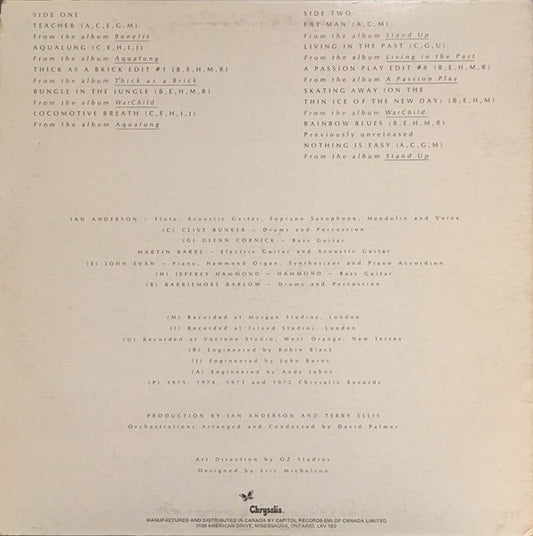 SIDE ONE
TEACHER (A,C,E,G,M)
From the album Benefit
AQUALUNG (C,E,H,I,J)
From the album Aqualung
THICK AS A BRICK EDIT #1 (B,E,H,M,R)
From the album Thick as a Brick
BUNGLE IN THE JUNGLE (B,E,H,M,R)
From the album WarChild
LOCOMOTIVE BREATH (C,E,H,I,J)
From the album Aqualung
SIDE TWO
FAT MAN (A,C,M)
From the album Stand Up
LIVING IN THE PAST (C,G,U)
From the album Living in the Past
A PASSION PLAY EDIT #8 (B,E,H,M,R)
From the album A Passion Play
SKATING AWAY (ON THE
THIN ICE OF THE NEW DAY) (B,E,H,M)
From the album WarChild
RAINBOW BLUES (B,E,H,M,R)
Previously unreleased
NOTHING IS EASY (A,C,G,M)
From the album Stand Up
IAN ANDERSON – Flute, Acoustic Guitar, Soprano Saxophone, Mandolin and Voice
(C) CLIVE BUNKER – Drums and Percussion
(G) GLENN CORNICK – Bass Guitar
MARTIN BARRE – Electric Guitar and Acoustic Guitar
(E) JOHN EVAN – Piano, Hammond Organ, Synthesizer and Piano Accordion
(H) JEFFREY HAMMOND – HAMMOND – Bass Guitar
(B) BARRIEMORE BARLOW – Drums and Percussion
(M) Recorded at Morgan Studios, London
(I) Recorded at Island Studios, London
(U) Recorded at Vantone Studio, West Orange, New Jersey
(R) Engineered by Robin Black
(J) Engineered by John Burns
(A) Engineered by Andy Johns
(P) 1975, 1974, 1973 and 1972 Chrysalis Records
PRODUCTION BY IAN ANDERSON AND TERRY ELLIS
Orchestrations Arranged and Conducted by David Palmer
Art Direction by OZ Studios
Designed by Eric Michelson
Chrysalis
MANUFACTURED AND DISTRIBUTED IN CANADA BY CAPITOL RECORDS-EMI OF CANADA LIMITED
3109 AMERICAN DRIVE, MISSISSAUGA, ONTARIO, L4V 1B2